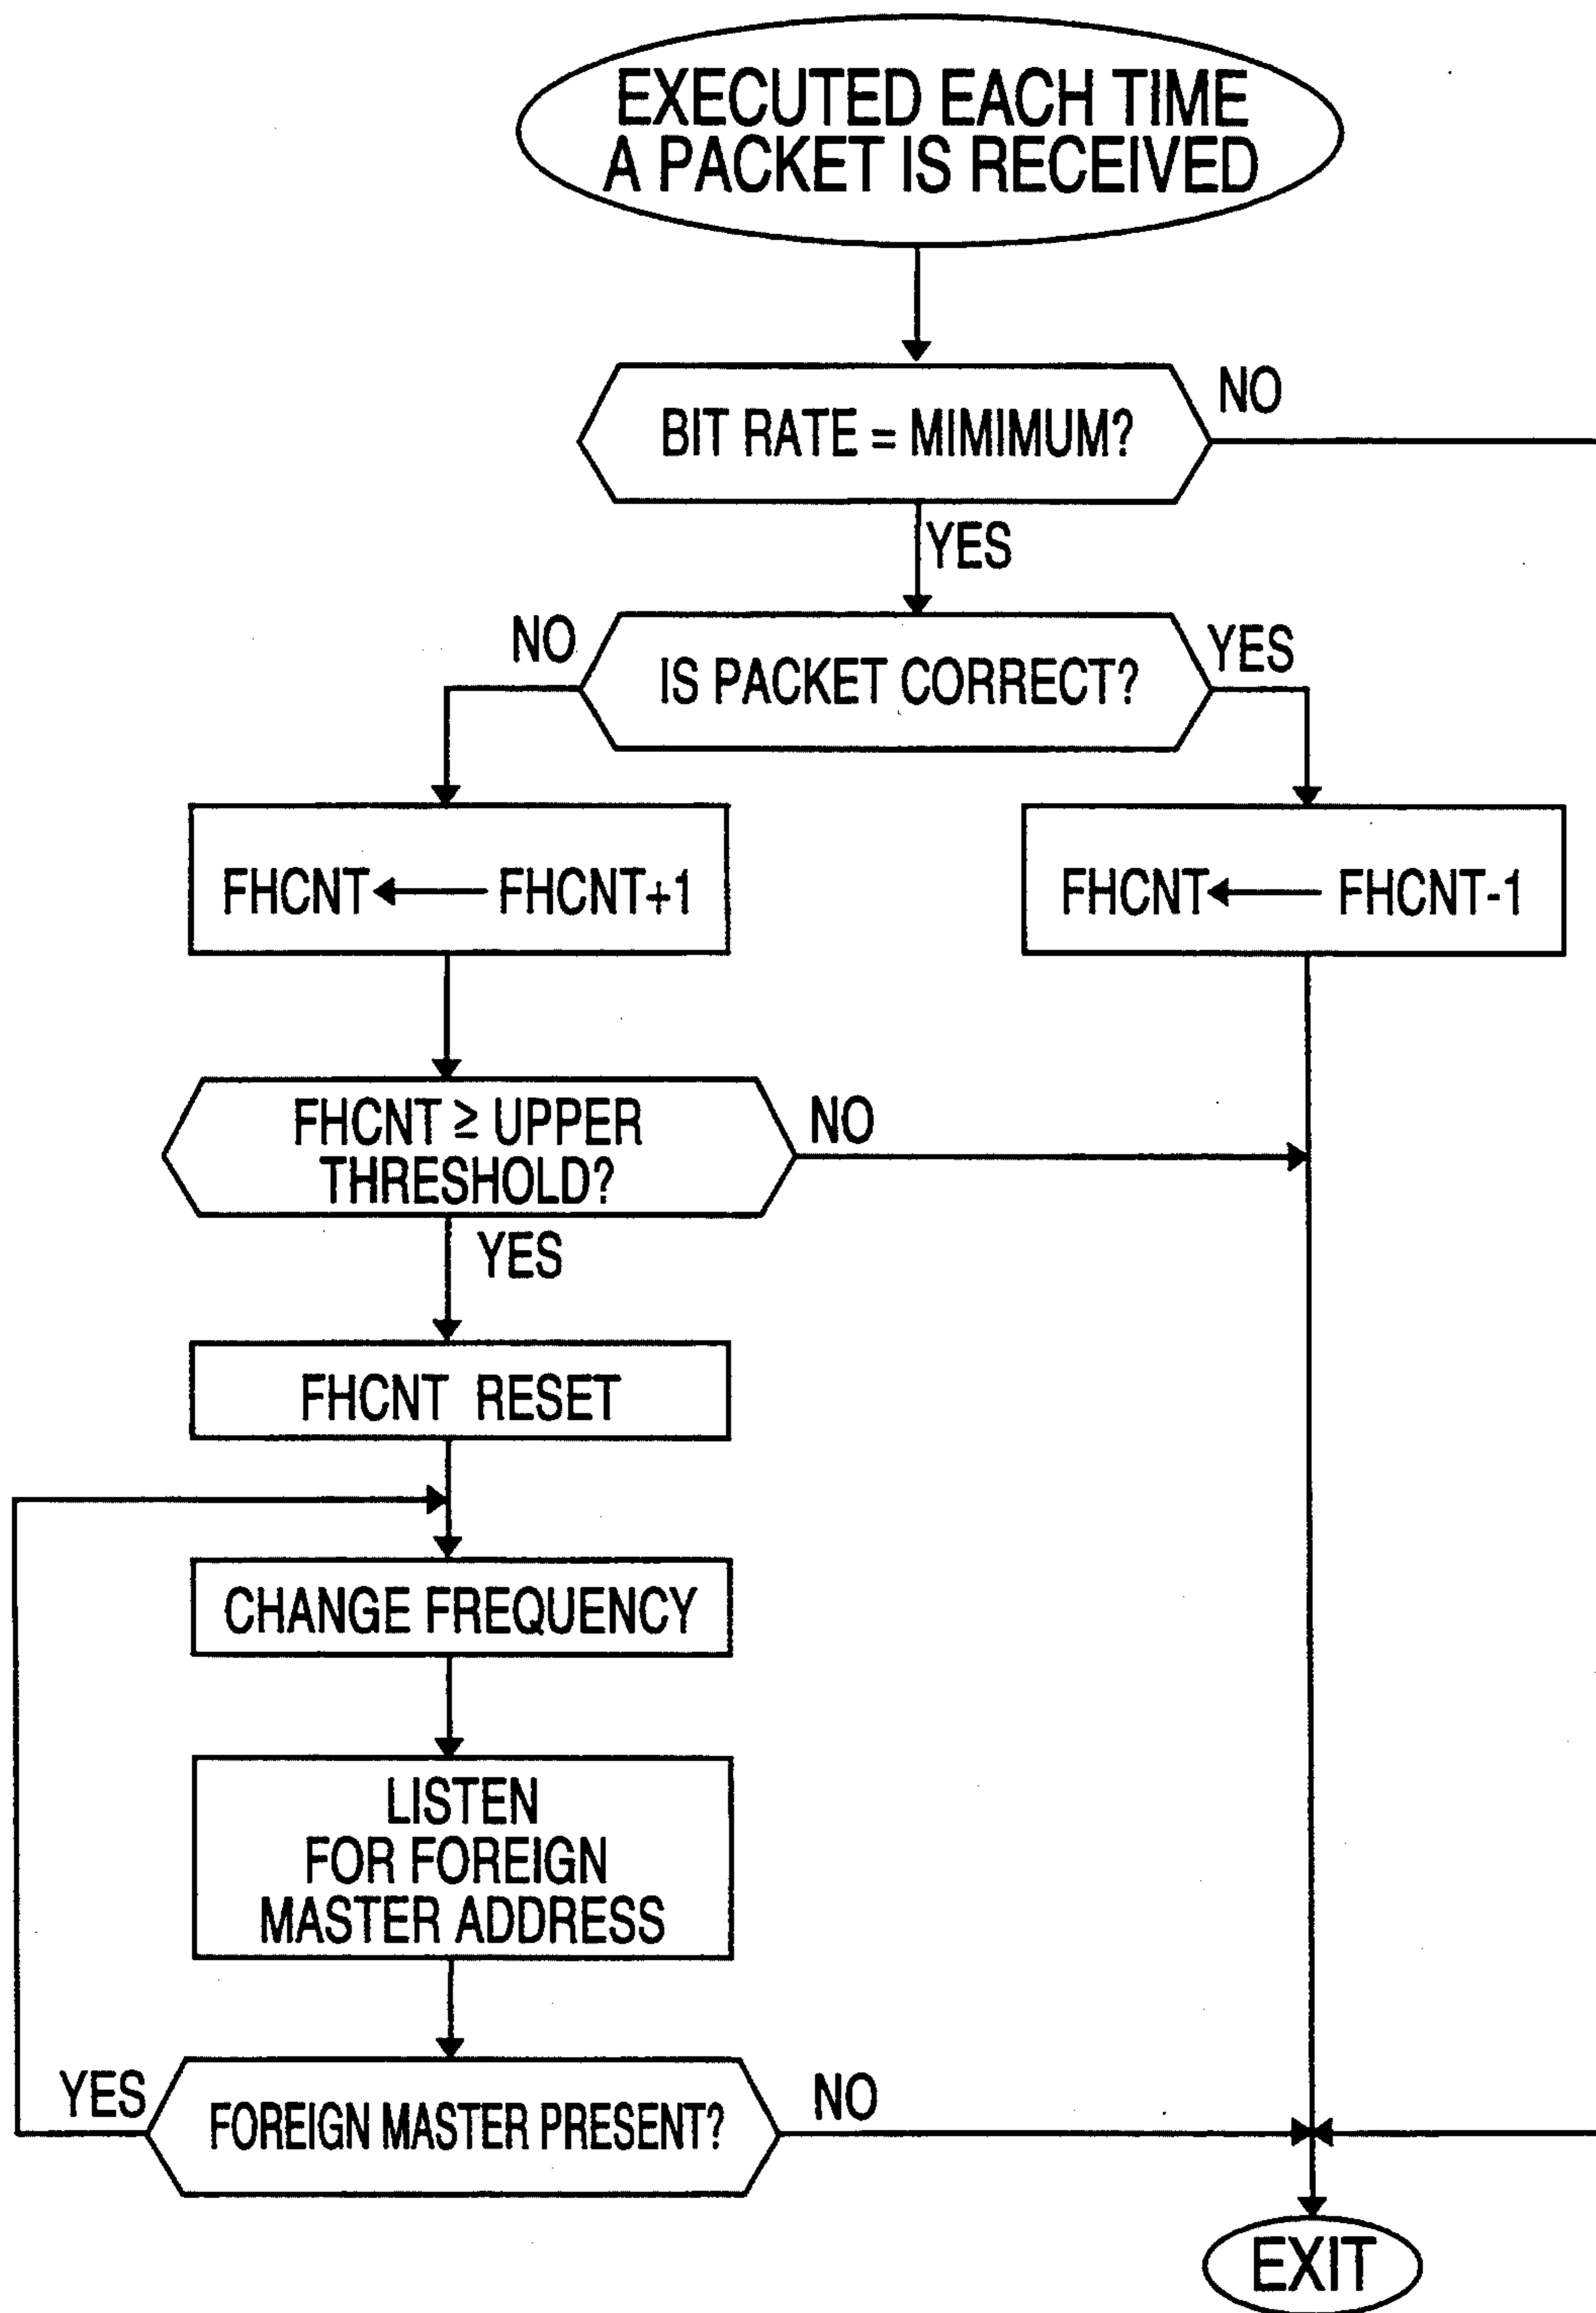 EXECUTED EACH TIME
A PACKET IS RECEIVED
BIT RATE = MIMIMUM?
NO
YES
NO
IS PACKET CORRECT?
YES
FHCNT ← FHCNT+1
FHCNT ← FHCNT-1
FHCNT ≥ UPPER
THRESHOLD?
NO
YES
FHCNT RESET
CHANGE FREQUENCY
LISTEN
FOR FOREIGN
MASTER ADDRESS
YES
FOREIGN MASTER PRESENT?
NO
EXIT